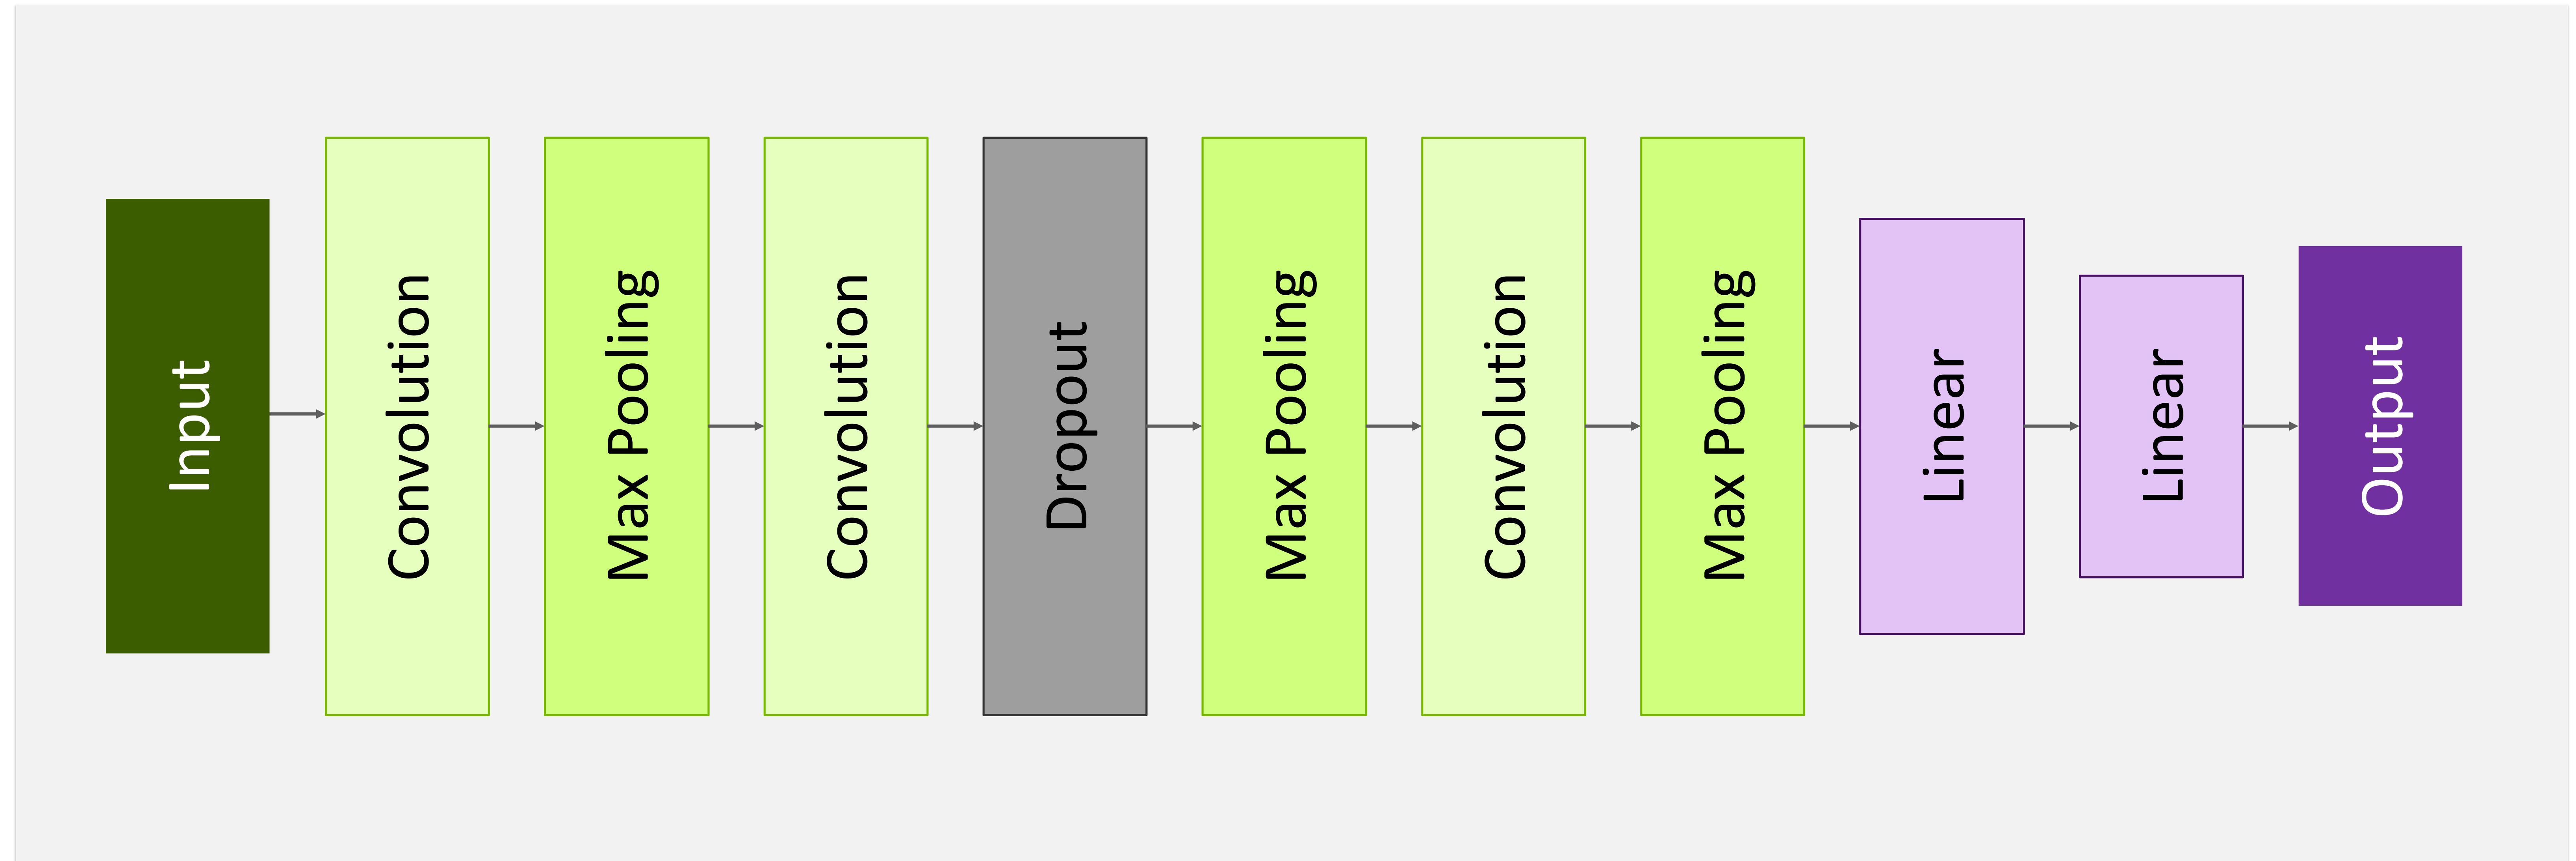 Input
Convolution
Max Pooling
Convolution
Dropout
Max Pooling
Convolution
Max Pooling
Linear
Linear
Output